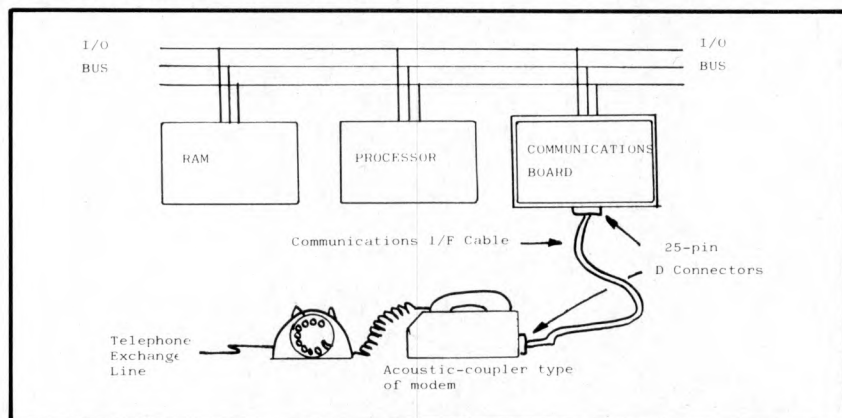 I/O
BUS
I/O
BUS
RAM
PROCESSOR
COMMUNICATIONS
BOARD
Communications I/F Cable
25-pin
D Connectors
Telephone
Exchange
Line
Acoustic-coupler type
of modem